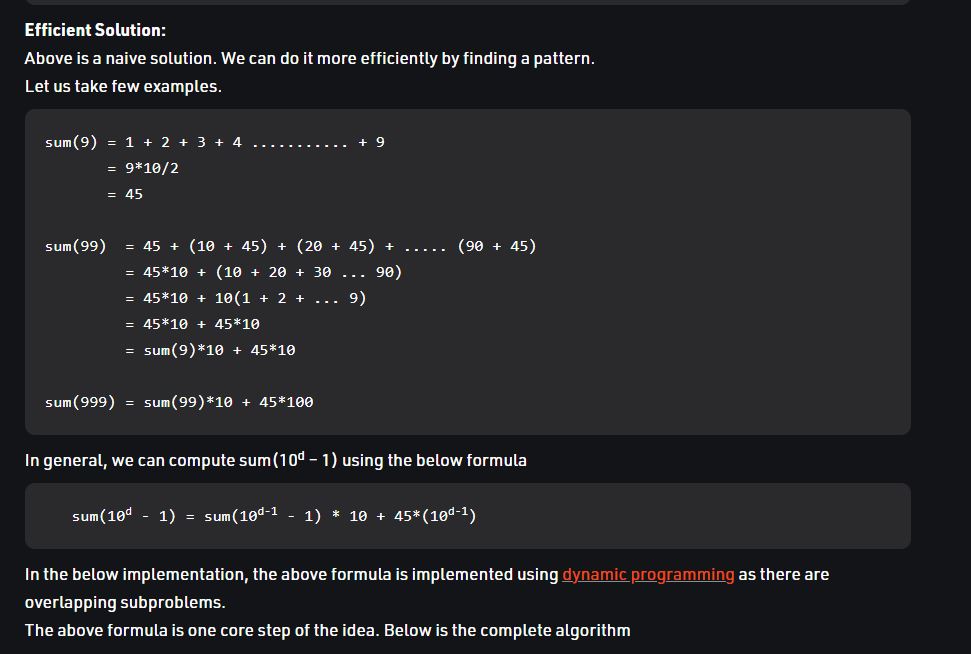 Efficient Solution:
Above is a naive solution. We can do it more efficiently by finding a pattern.
Let us take few examples.
sum(9) = 1 + 2 + 3 + 4 ........... + 9
= 9*10/2
= 45
sum(99) = 45 + (10 + 45) + (20 + 45) + ..... (90 + 45)
= 45*10 + (10 + 20 + 30 ... 90)
= 45*10 + 10(1 + 2 + ... 9)
= 45*10 + 45*10
= sum(9)*10 + 45*10
sum(999) = sum(99)*10 + 45*100
In general, we can compute sum(10ᵈ – 1) using the below formula
sum(10ᵈ - 1) = sum(10ᵈ⁻¹ - 1) * 10 + 45*(10ᵈ⁻¹)
In the below implementation, the above formula is implemented using dynamic programming as there are
overlapping subproblems.
The above formula is one core step of the idea. Below is the complete algorithm